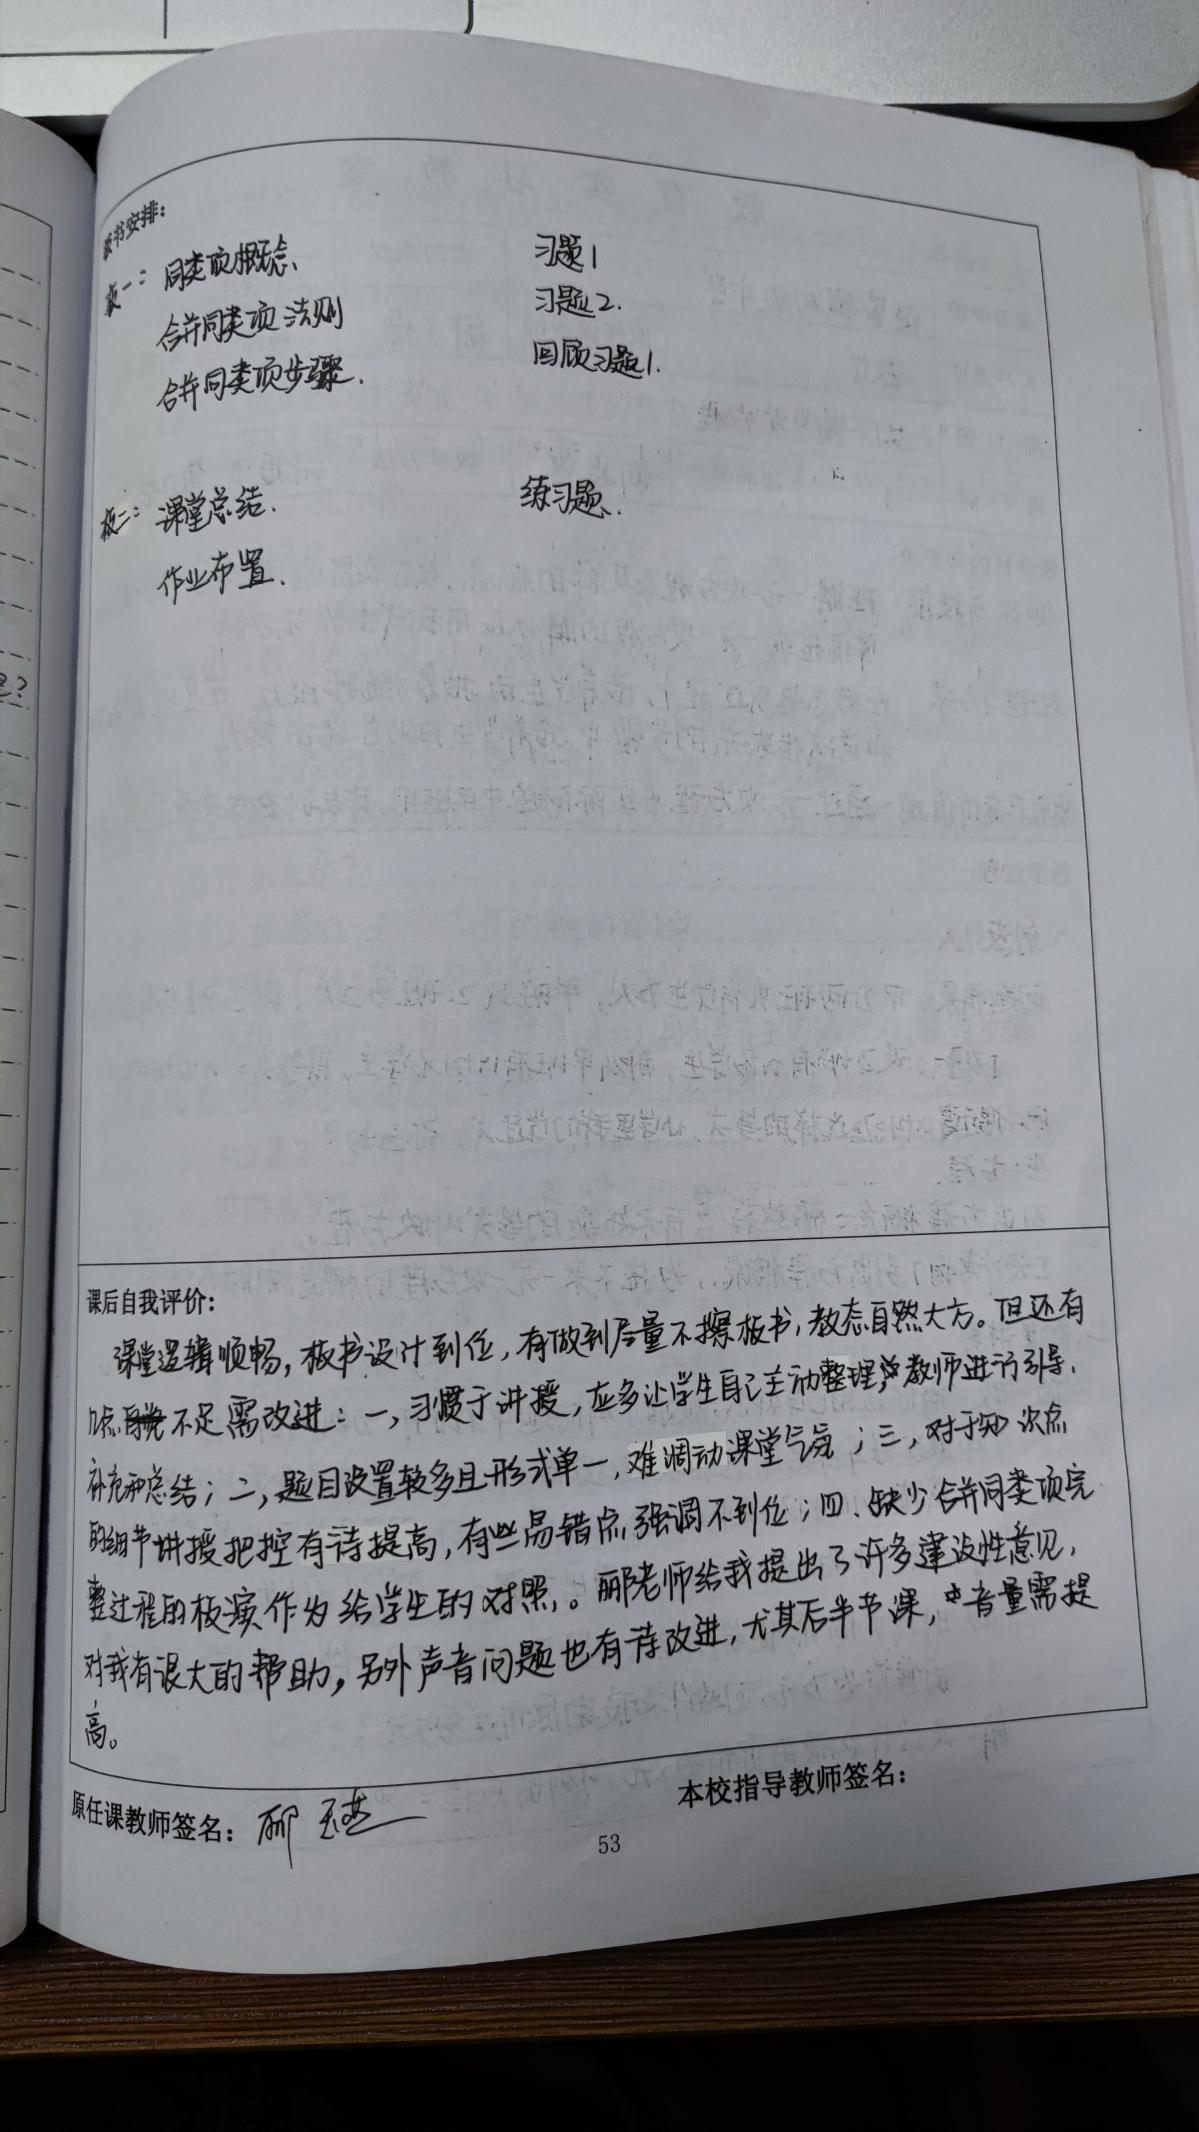 板书安排：
板一：同类项概念、 习题1
合并同类项法则 习题2.
合并同类项步骤. 回顾习题1.
板二：课堂总结. 练习题.
作业布置.
课后自我评价：
课堂逻辑顺畅，板书设计到位，有做到尽量不擦板书，教态自然大方。但还有
几点不足需改进：一，习惯于讲授，应多让学生自己主动整理，教师进行引导、
补充和总结；二，题目设置较多且形式单一，难调动课堂气氛；三，对于知识点
的细节讲授把控有待提高，有些易错点强调不到位；四、缺少合并同类项完
整过程的板演作为给学生的对照。郦老师给我提出了许多建设性意见，
对我有很大的帮助，另外声音问题也有待改进，尤其后半节课，音量需提
高。
原任课教师签名： 本校指导教师签名：
53